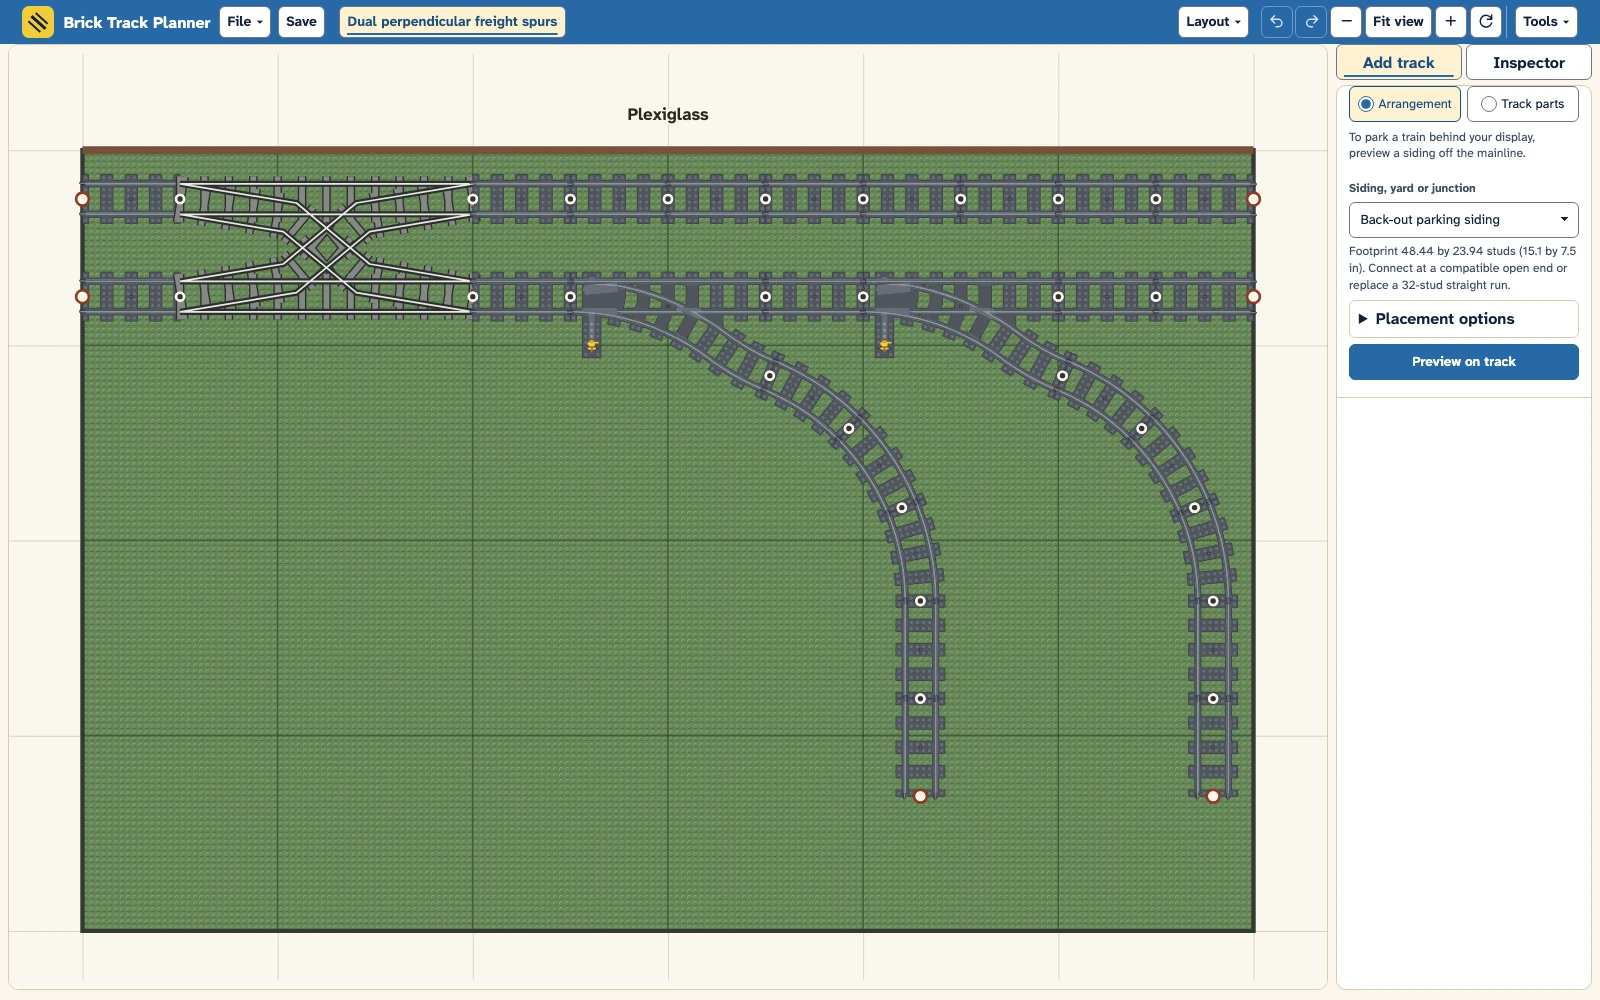 Brick Track Planner
File
Save
Dual perpendicular freight spurs
Layout
Fit view
Tools
Add track
Inspector
Arrangement
Track parts
To park a train behind your display,
preview a siding off the mainline.
Siding, yard or junction
Back-out parking siding
Footprint 48.44 by 23.94 studs (15.1 by 7.5
in). Connect at a compatible open end or
replace a 32-stud straight run.
Placement options
Preview on track
Plexiglass